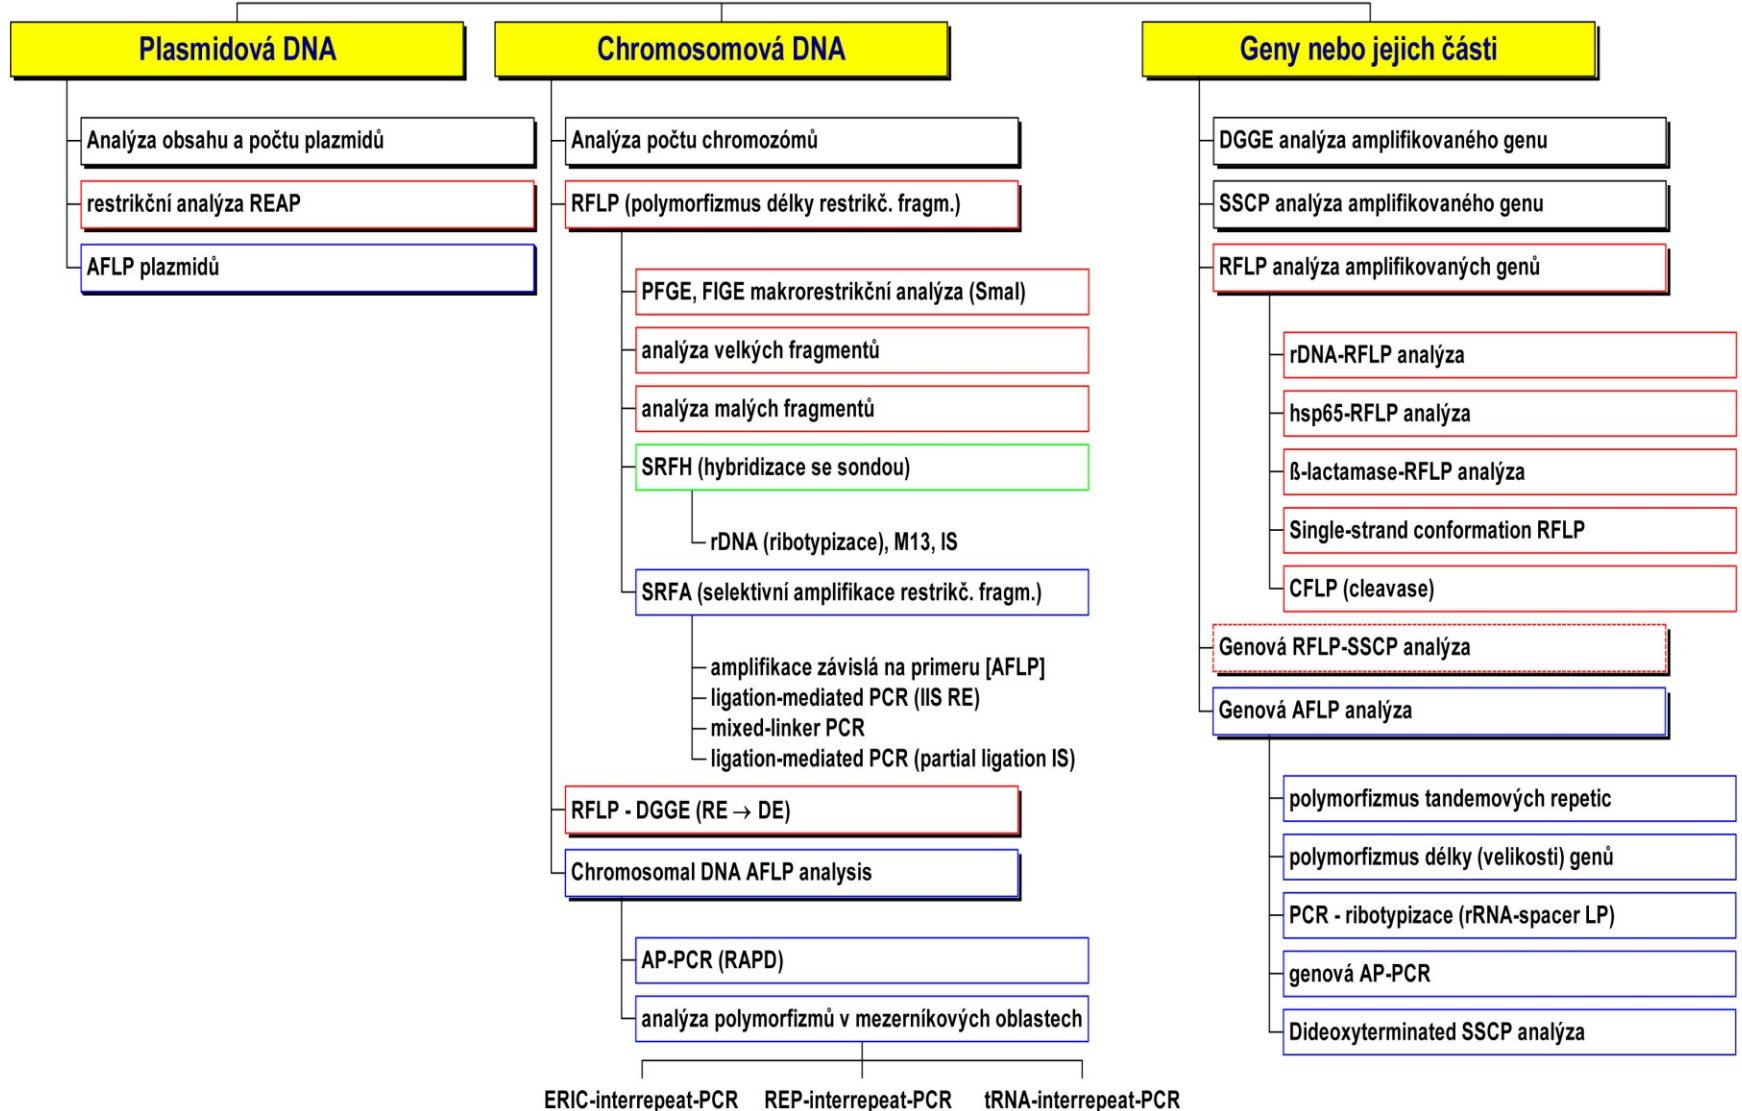 Plasmidová DNA
Analýza obsahu a počtu plazmidů
restrikční analýza REAP
AFLP plazmidů
Chromosomová DNA
Analýza počtu chromozómů
RFLP (polymorfizmus délky restrikč. fragm.)
PFGE, FIGE makrorestrikční analýza (SmaI)
analýza velkých fragmentů
analýza malých fragmentů
SRFH (hybridizace se sondou)
rDNA (ribotypizace), M13, IS
SRFA (selektivní amplifikace restrikč. fragm.)
amplifikace závislá na primeru [AFLP]
ligation-mediated PCR (IIS RE)
mixed-linker PCR
ligation-mediated PCR (partial ligation IS)
RFLP - DGGE (RE → DE)
Chromosomal DNA AFLP analysis
AP-PCR (RAPD)
analýza polymorfizmů v mezerníkových oblastech
ERIC-interrepeat-PCR
REP-interrepeat-PCR
tRNA-interrepeat-PCR
Geny nebo jejich části
DGGE analýza amplifikovaného genu
SSCP analýza amplifikovaného genu
RFLP analýza amplifikovaných genů
rDNA-RFLP analýza
hsp65-RFLP analýza
ß-lactamase-RFLP analýza
Single-strand conformation RFLP
CFLP (cleavase)
Genová RFLP-SSCP analýza
Genová AFLP analýza
polymorfizmus tandemových repetic
polymorfizmus délky (velikosti) genů
PCR - ribotypizace (rRNA-spacer LP)
genová AP-PCR
Dideoxyterminated SSCP analýza